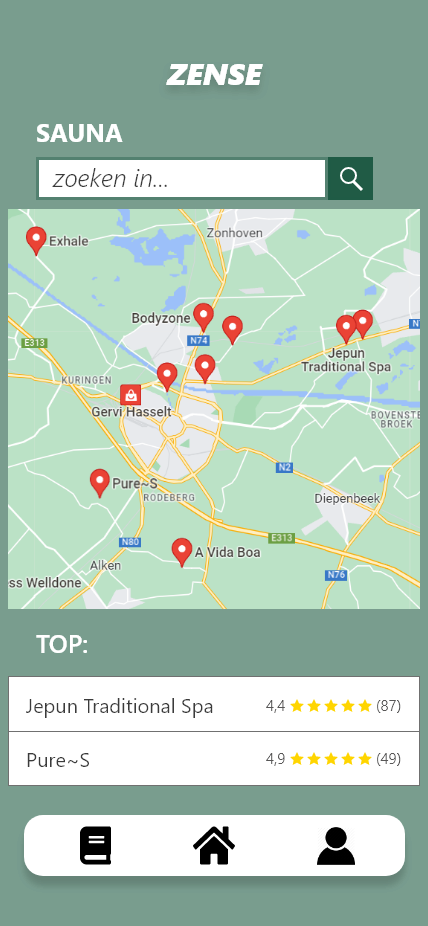 ZENSE
SAUNA
zoeken in...
Zonhoven
Exhale
Bodyzone
N74
E313
Jepun
Traditional Spa
KURINGEN
Gervi Hasselt
BOVENSTE
BROEK
N2
Pure~S
RODEBERG
Diepenbeek
E313
N80
A Vida Boa
Alken
N76
ss Welldone
TOP:
Jepun Traditional Spa 4,4 (87)
Pure~S 4,9 (49)